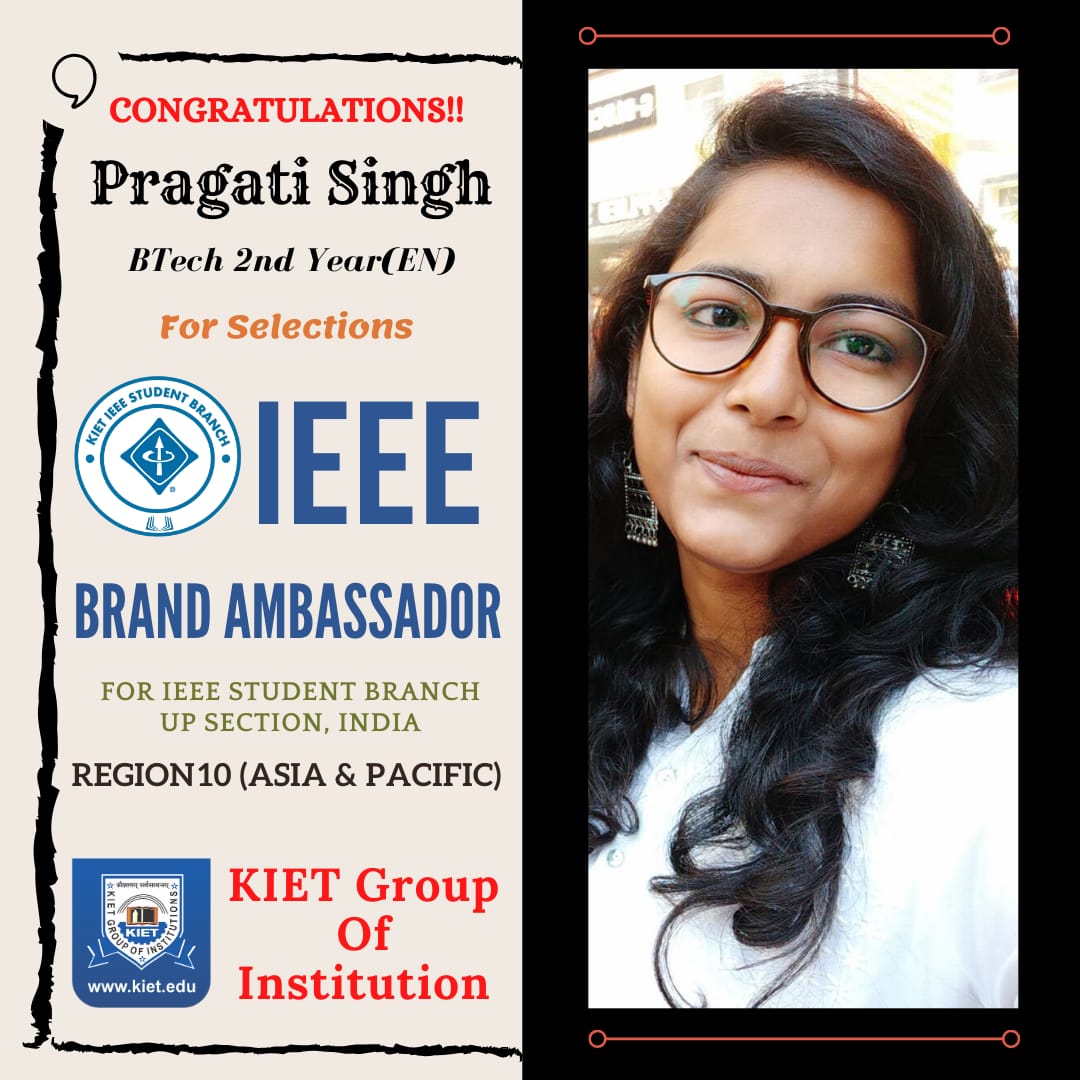 CONGRATULATIONS!!
Pragati Singh
BTech 2nd Year(EN)
For Selections
KIET IEEE STUDENT BRANCH
IEEE
BRAND AMBASSADOR
FOR IEEE STUDENT BRANCH
UP SECTION, INDIA
REGION10 (ASIA & PACIFIC)
KIET GROUP OF INSTITUTIONS
KIET
www.kiet.edu
KIET Group
Of
Institution